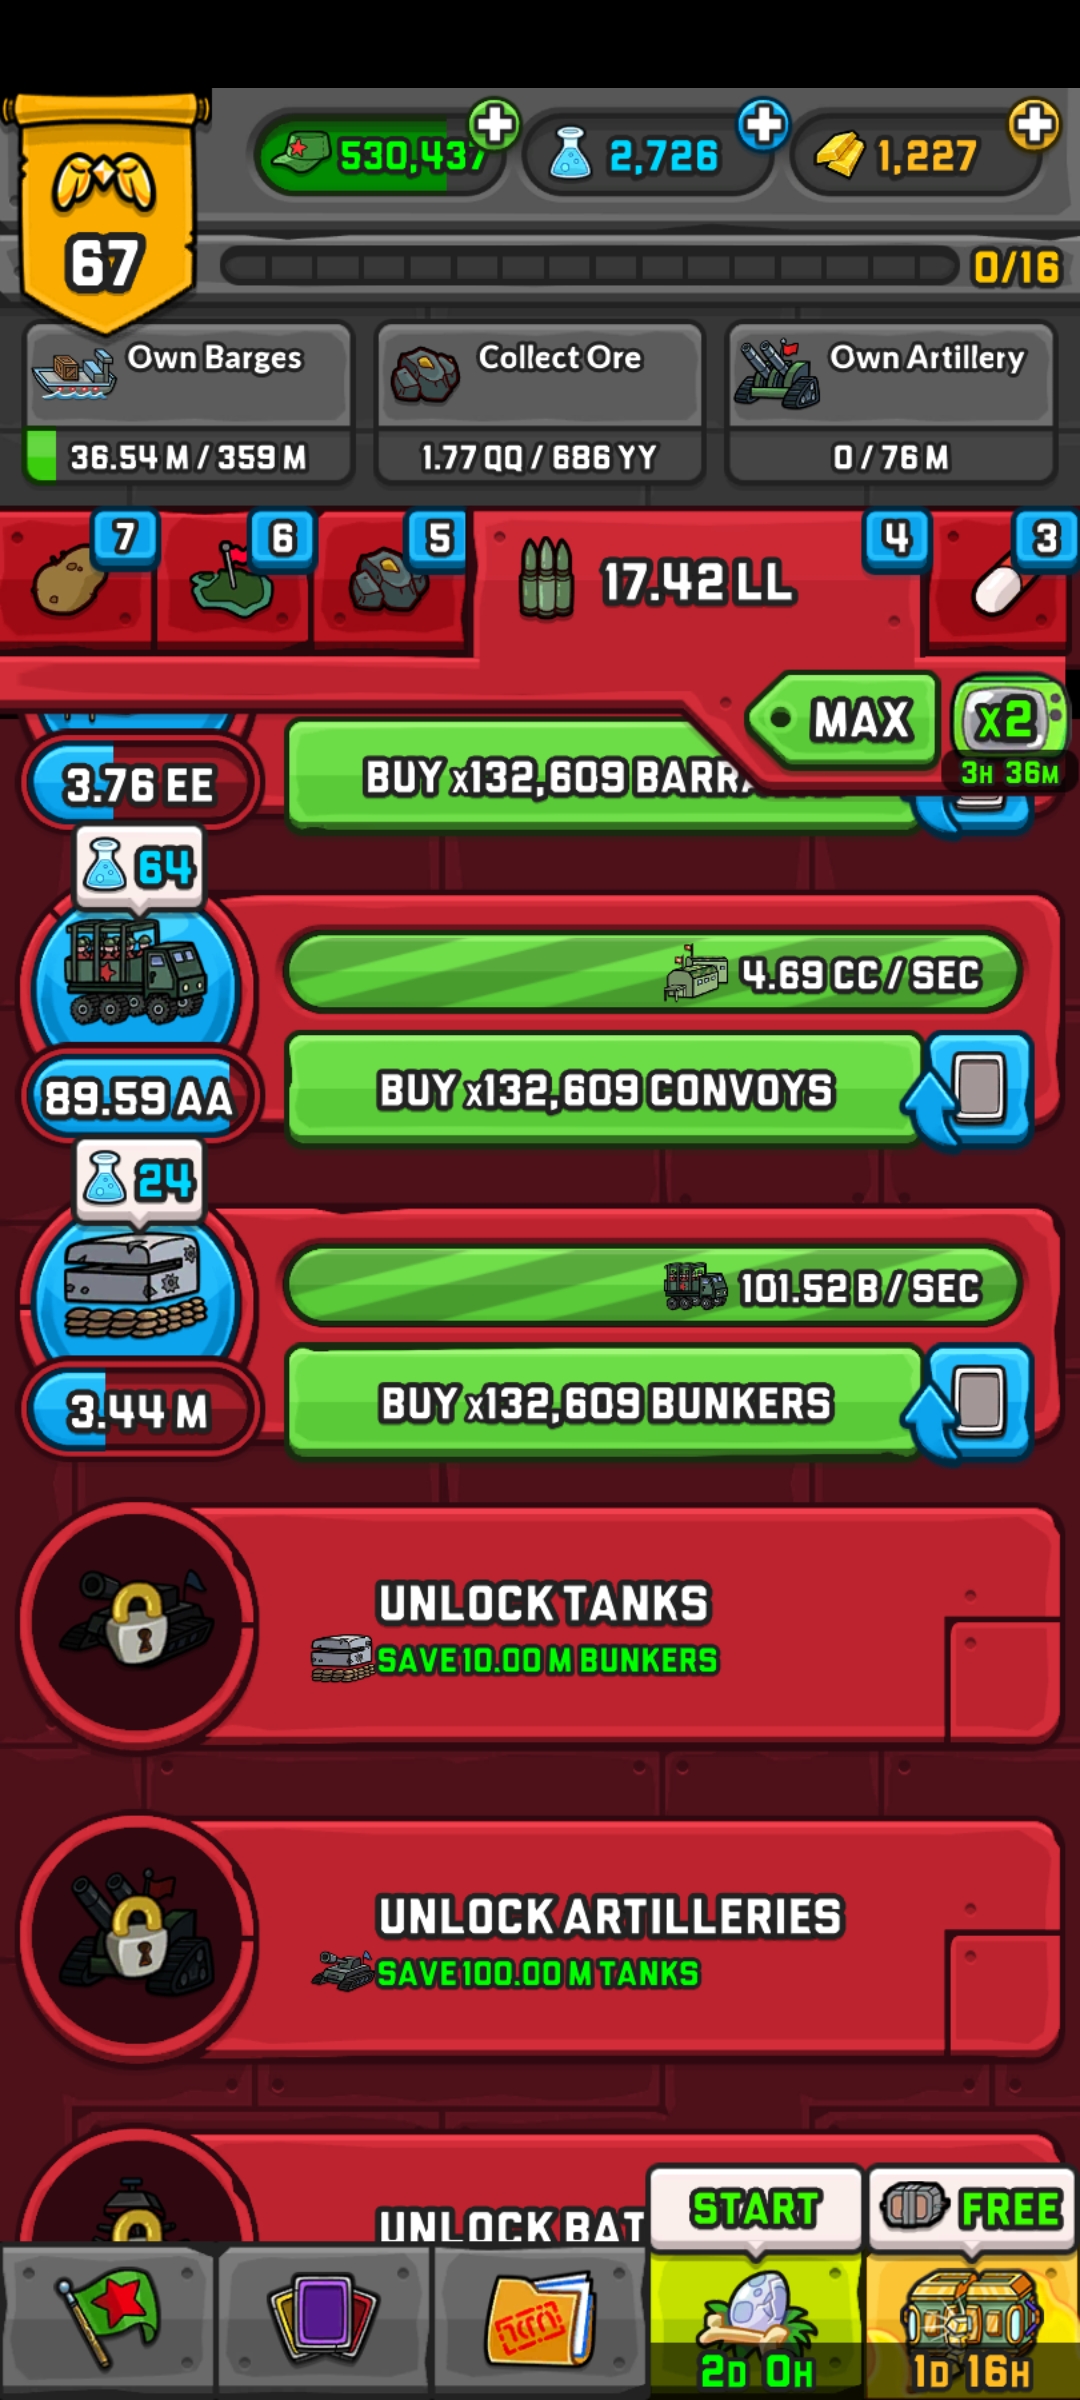 530,437
2,726
1,227
67
0/16
Own Barges
36.54 M / 359 M
Collect Ore
1.77 QQ / 686 YY
Own Artillery
0 / 76 M
7
6
5
17.42 LL
4
3
MAX
x2
3H 36M
3.76 EE
BUY x132,609
64
4.69 CC / SEC
89.59 AA
BUY x132,609 CONVOYS
24
101.52 B / SEC
3.44 M
BUY x132,609 BUNKERS
UNLOCK TANKS
SAVE 10.00 M BUNKERS
UNLOCK ARTILLERIES
SAVE 100.00 M TANKS
UNLOCK BAT
START
FREE
2D 0H
1D 16H